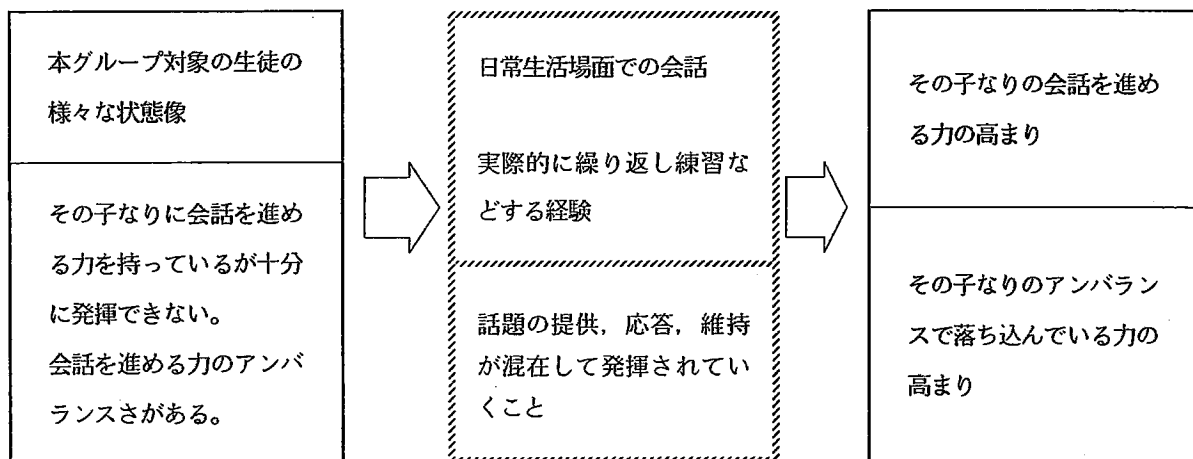 本グループ対象の生徒の
様々な状態像
その子なりに会話を進め
る力を持っているが十分
に発揮できない。
会話を進める力のアンバ
ランスさがある。
日常生活場面での会話
実際的に繰り返し練習な
どする経験
話題の提供，応答，維持
が混在して発揮されてい
くこと
その子なりの会話を進め
る力の高まり
その子なりのアンバラン
スで落ち込んでいる力の
高まり